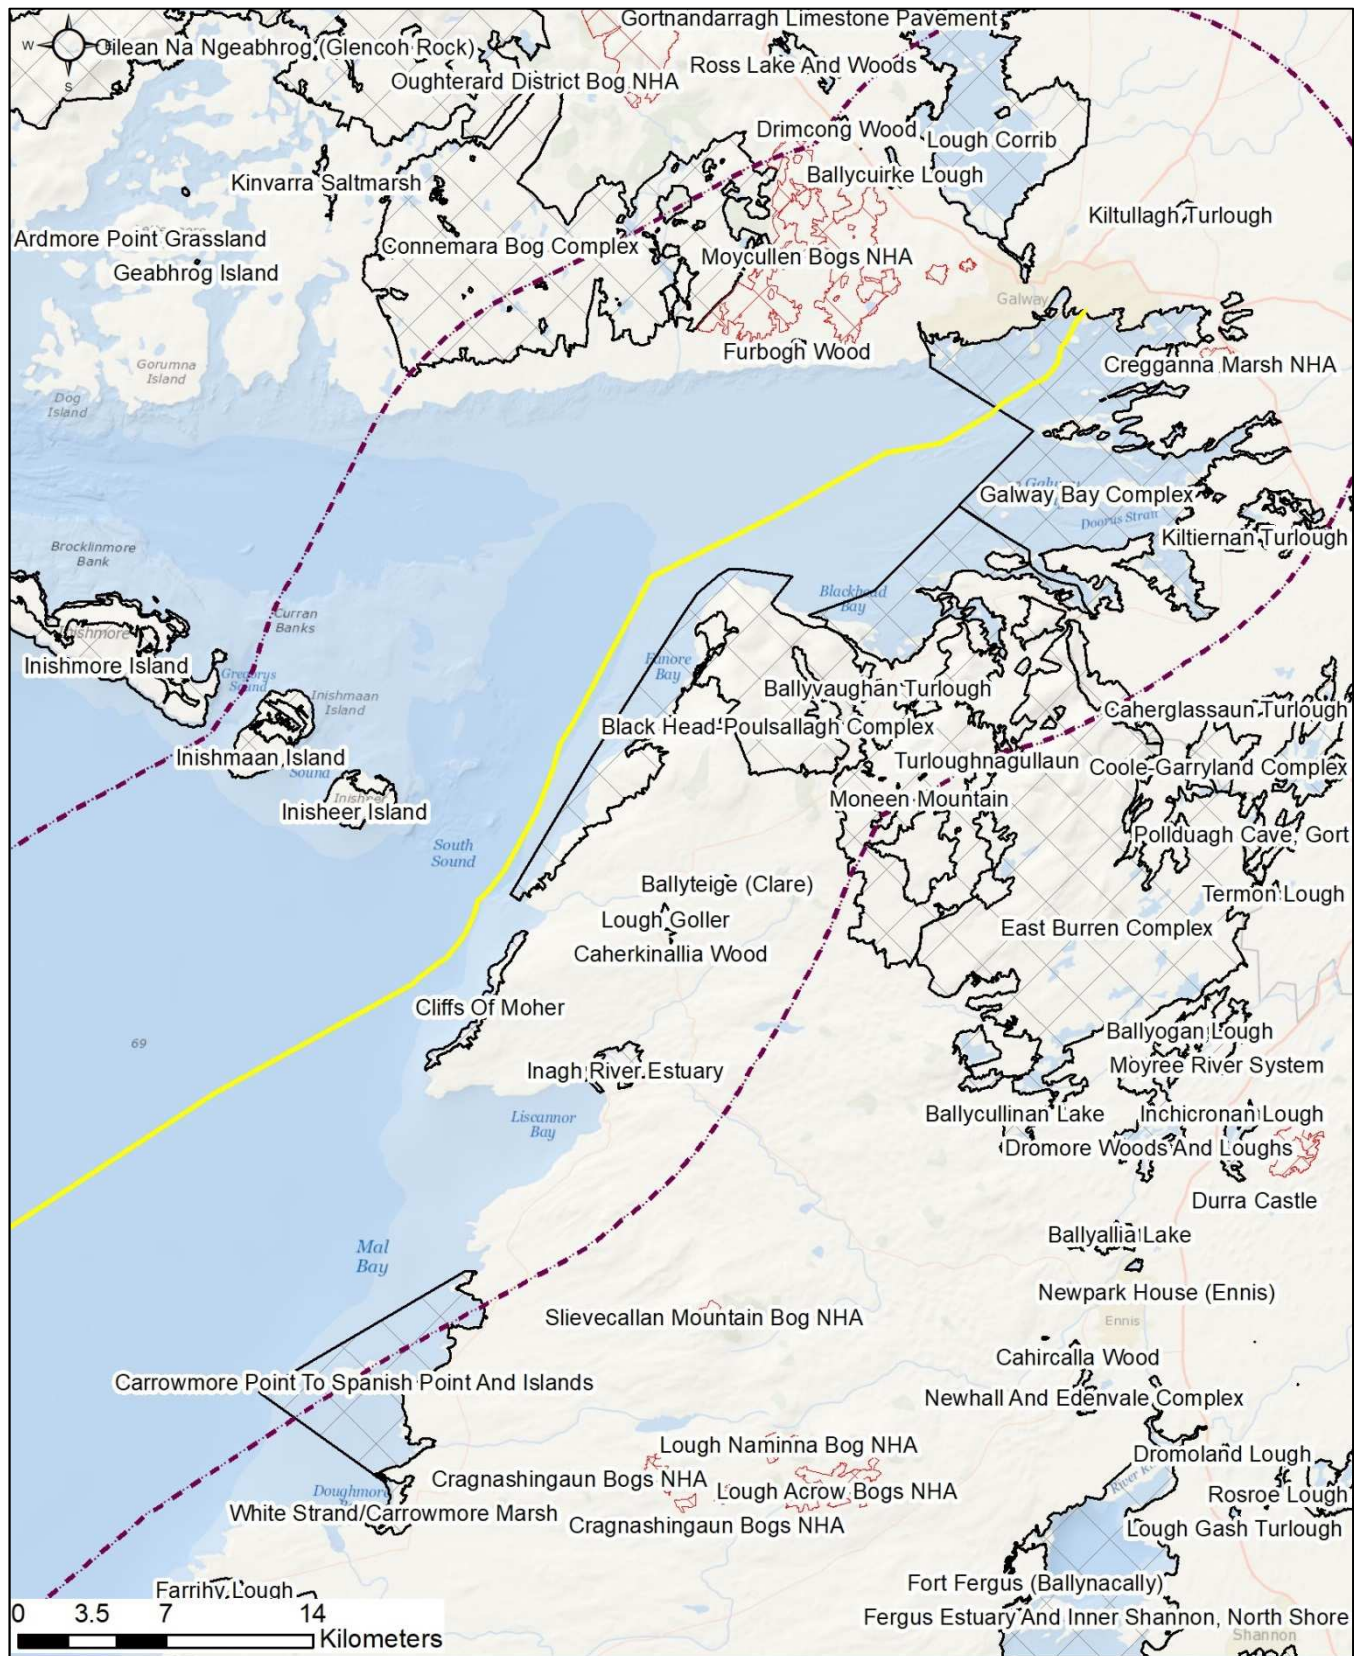 Gortnandarragh Limestone Pavement
W
S
Oilean Na Ngeabhrog (Glencoh Rock)
Ross Lake And Woods
Oughterard District Bog NHA
Drimcong Wood
Lough Corrib
Ballycuirke Lough
Kinvarra Saltmarsh
Kiltullagh Turlough
Ardmore Point Grassland
Connemara Bog Complex
Moycullen Bogs NHA
Geabhrog Island
Galway
Furbogh Wood
Cregganna Marsh NHA
Gorumna
Island
Dog
Island
Galway Bay Complex
Doorus Strait
Kiltiernan Turlough
Brocklinmore
Bank
Blackhead
Bay
Curran
Banks
Inishmore
Inishmore Island
Gregorys
Sound
Fanore
Bay
Inishmaan
Island
Ballyvaughan Turlough
Caherglassaun Turlough
Black Head-Poulsallagh Complex
Inishmaan Island
Sound
Turloughnagullaun
Coole-Garryland Complex
Inisheer
Inisheer Island
Moneen Mountain
Pollduagh Cave, Gort
South
Sound
Ballyteige (Clare)
Termon Lough
Lough Goller
East Burren Complex
Caherkinallia Wood
Cliffs Of Moher
Ballyogan Lough
69
Inagh River Estuary
Moyree River System
Liscannor
Bay
Ballycullinan Lake
Inchicronan Lough
Dromore Woods And Loughs
Durra Castle
Mal
Bay
Ballyallia Lake
Newpark House (Ennis)
Slievecallan Mountain Bog NHA
Ennis
Cahircalla Wood
Carrowmore Point To Spanish Point And Islands
Newhall And Edenvale Complex
Lough Naminna Bog NHA
Dromoland Lough
Cragnashingaun Bogs NHA
Lough Acrow Bogs NHA
River
Rosroe Lough
Doughmore
White Strand/Carrowmore Marsh
Cragnashingaun Bogs NHA
Lough Gash Turlough
Farrihy Lough
Fort Fergus (Ballynacally)
Fergus Estuary And Inner Shannon, North Shore
Shannon
0 3.5 7 14
Kilometers